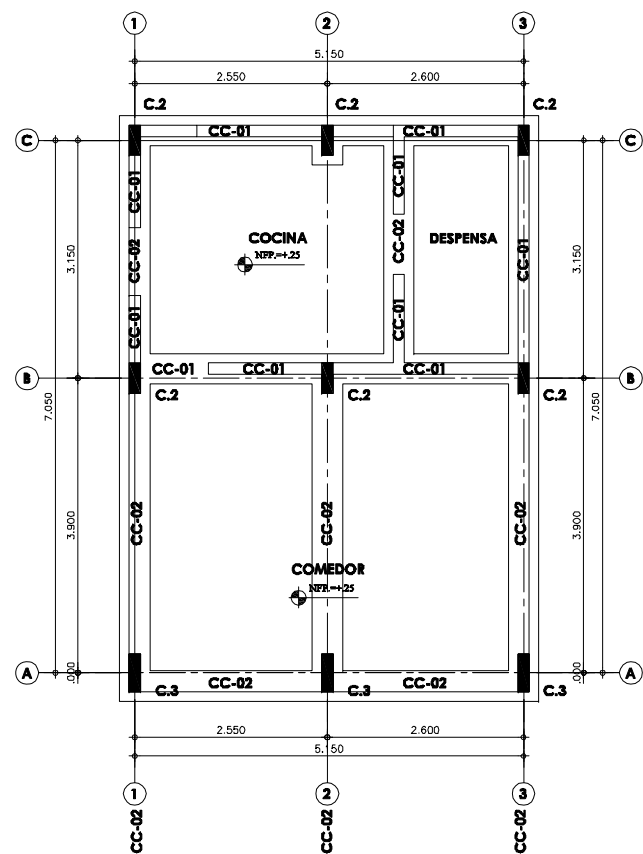 1 2 3
5.150
2.550 2.600
C.2 C.2 C.2
C CC-01 CC-01 C
CC-01 CC-01
COCINA DESPENSA
NPP.=+.25
3.150 CC-02 CC-02 CC-01 3.150
CC-01 CC-01
CC-01 CC-01 CC-01
B B
7.050 C.2 C.2 C.2 7.050
3.900 CC-02 CC-02 CC-02 3.900
COMEDOR
NPP.=+.25
A .000 .000 A
CC-02 CC-02
C.3 C.3 C.3
2.550 2.600
5.150
1 2 3
CC-02 CC-02 CC-02